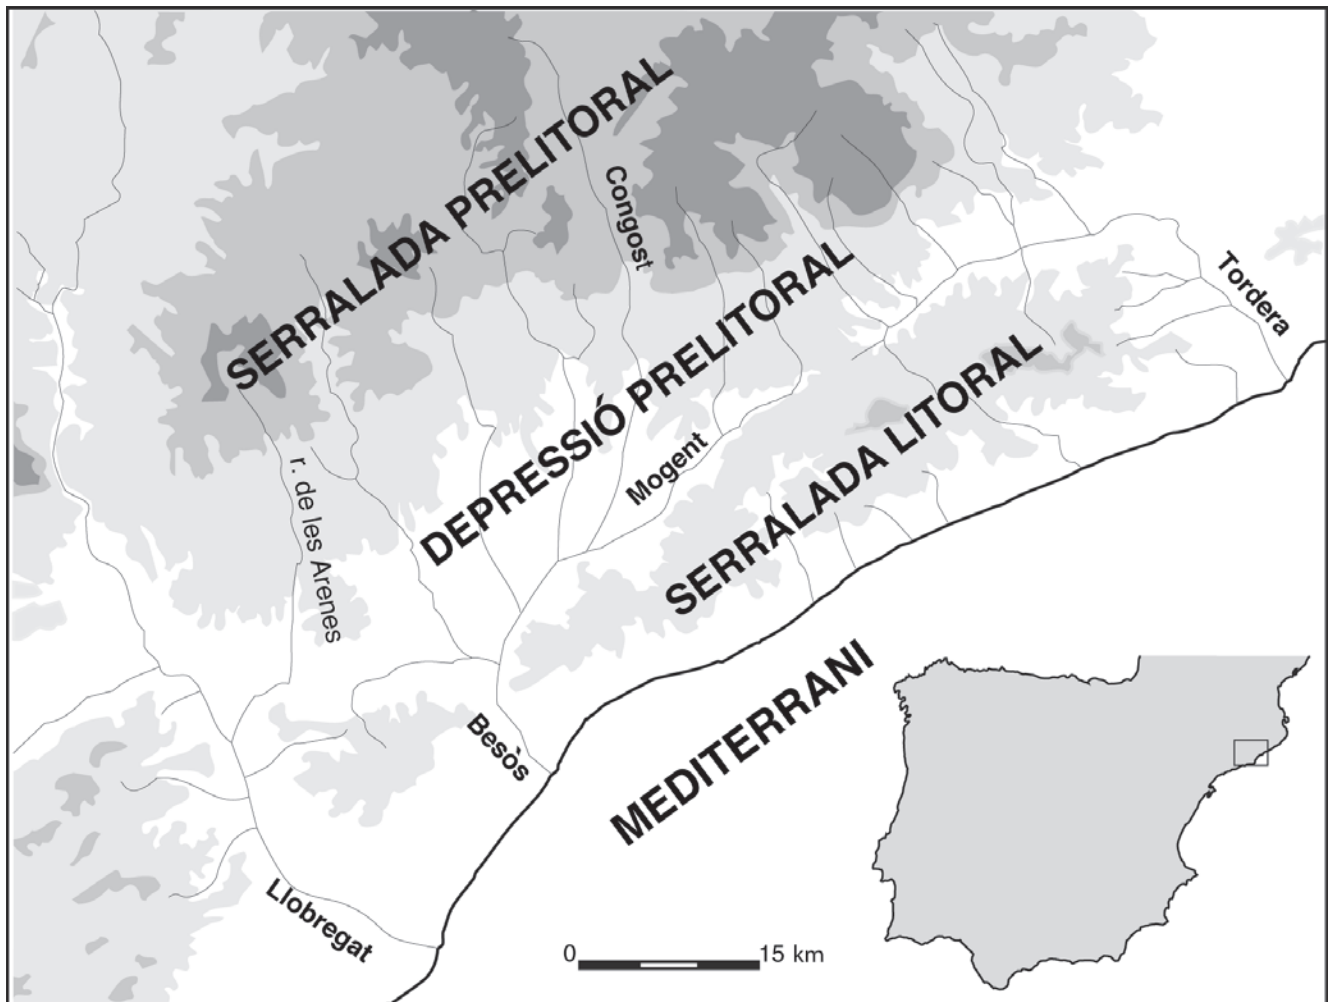 SERRALADA PRELITORAL
Congost
DEPRESSIÓ PRELITORAL
Tordera
r. de les Arenes
Mogent
SERRALADA LITORAL
MEDITERRANI
Besòs
Llobregat
0 15 km